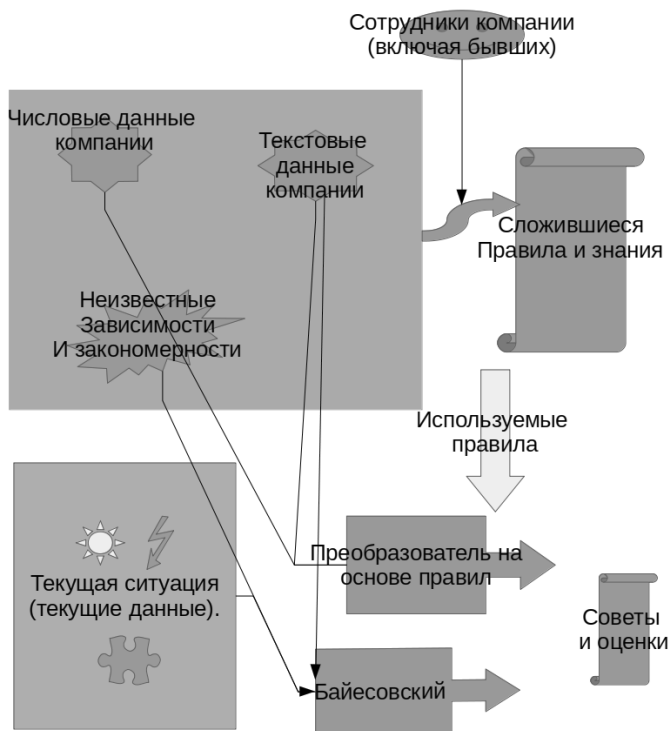 Сотрудники компании
(включая бывших)
Числовые данные
компании
Текстовые
данные
компании
Сложившиеся
Правила и знания
Неизвестные
Зависимости
И закономерности
Используемые
правила
Преобразователь на
основе правил
Текущая ситуация
(текущие данные).
Советы
и оценки
Байесовский